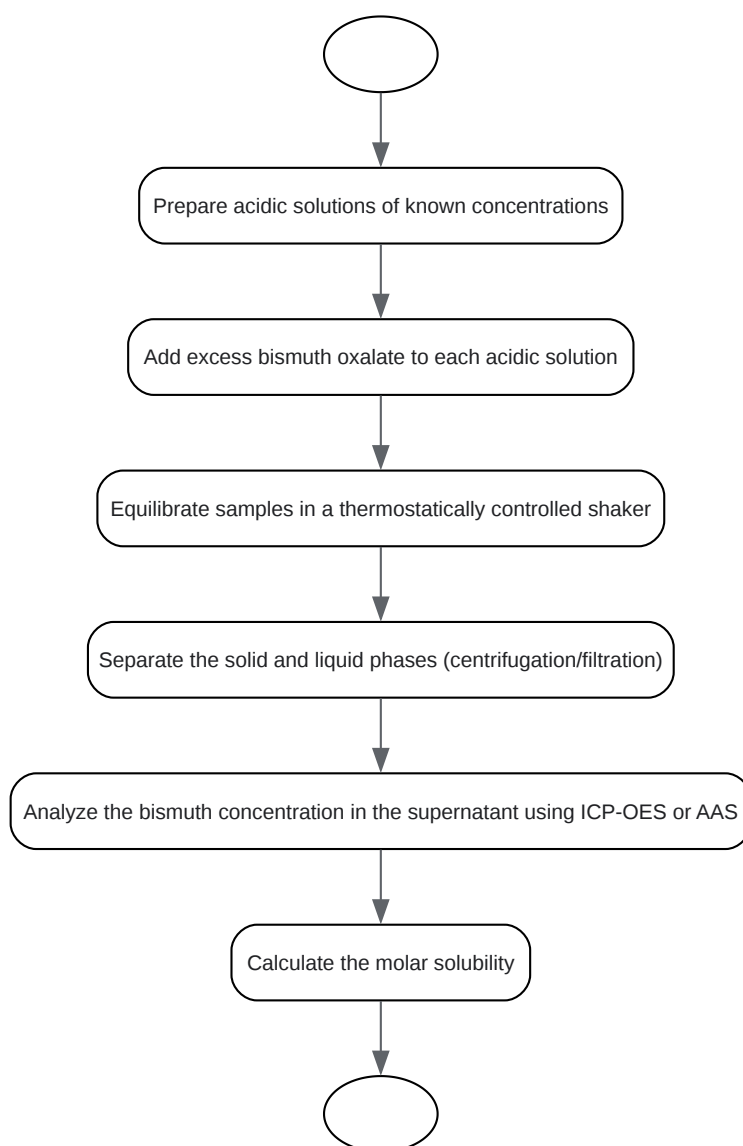 Prepare acidic solutions of known concentrations
Add excess bismuth oxalate to each acidic solution
Equilibrate samples in a thermostatically controlled shaker
Separate the solid and liquid phases (centrifugation/filtration)
Analyze the bismuth concentration in the supernatant using ICP-OES or AAS
Calculate the molar solubility